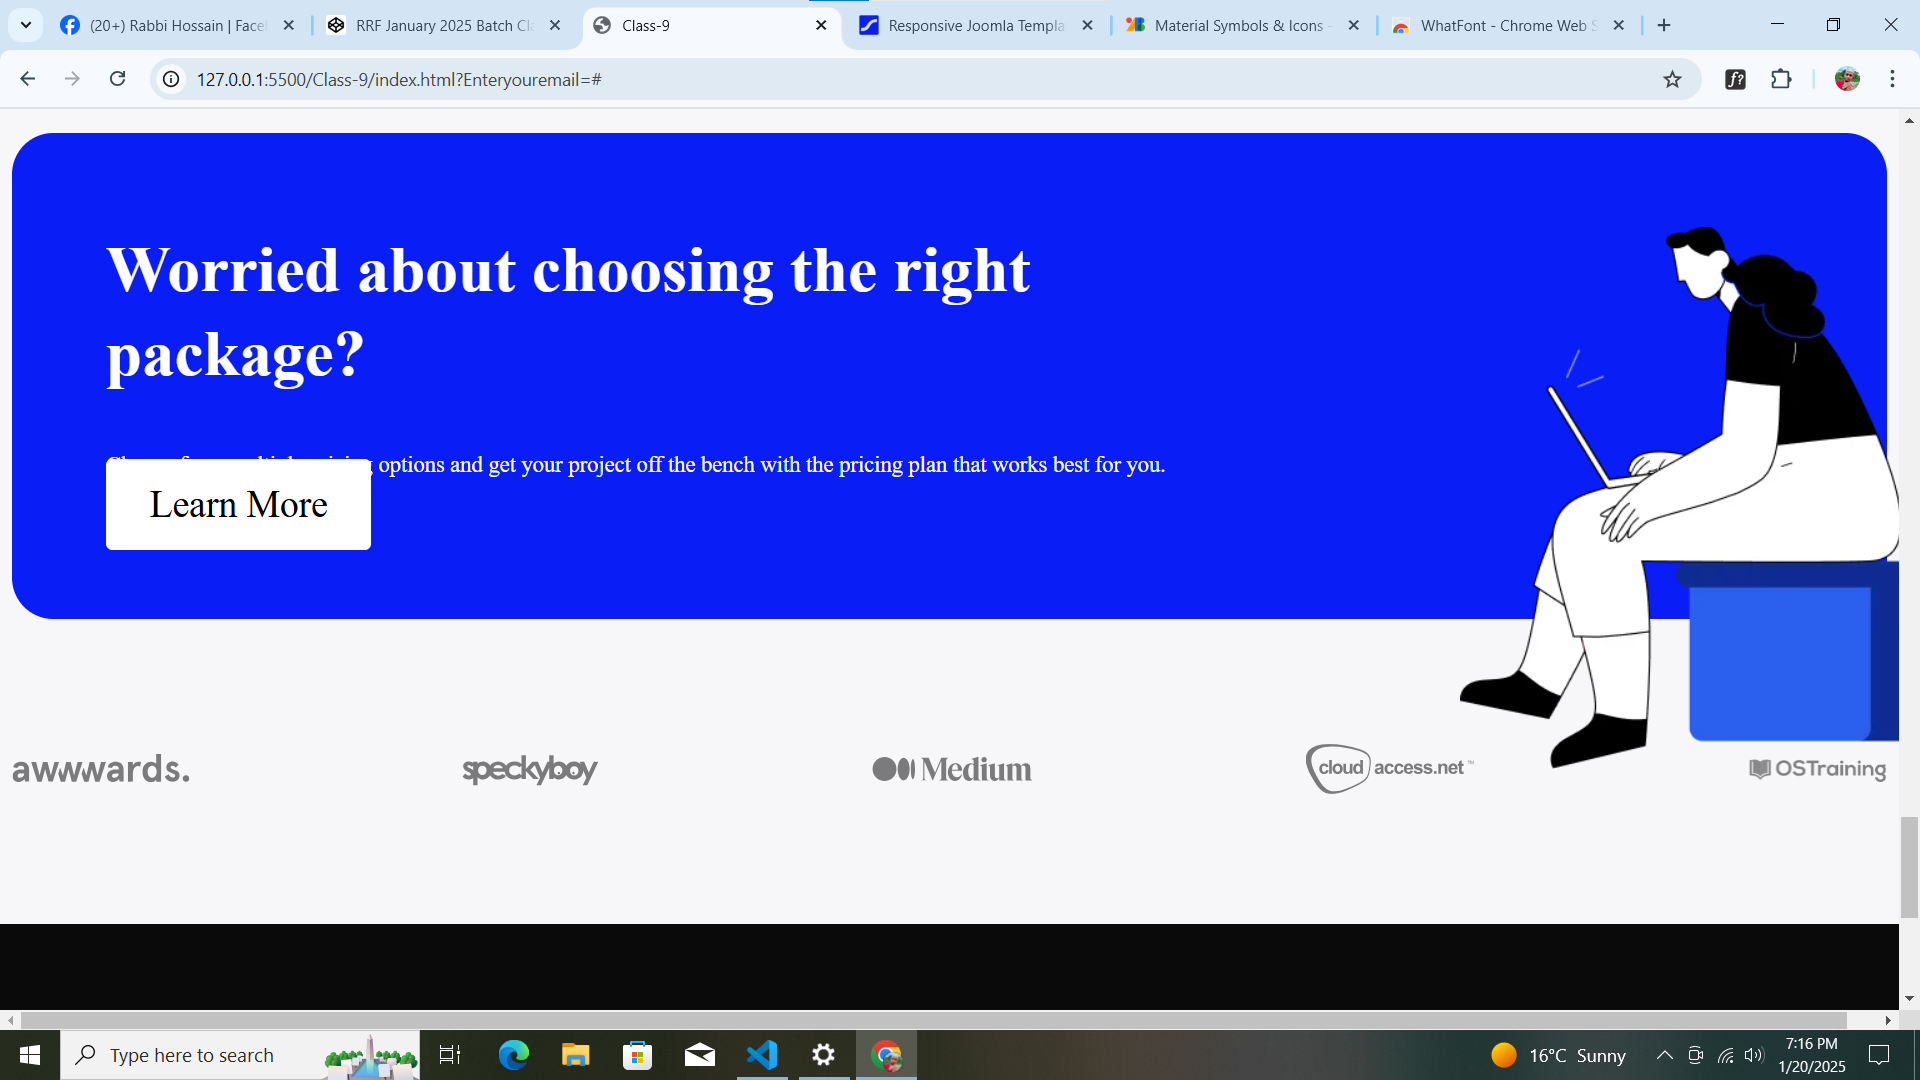 (20+) Rabbi Hossain | Face
RRF January 2025 Batch Cl
Class-9
Responsive Joomla Templa
Material Symbols & Icons -
WhatFont - Chrome Web S
127.0.0.1:5500/Class-9/index.html?Enteryouremail=#
f?
Worried about choosing the right
package?
options and get your project off the bench with the pricing plan that works best for you.
Learn More
awwwards.
speckyboy
Medium
cloudaccess.net™
OSTraining
Type here to search
16°C Sunny
7:16 PM
1/20/2025